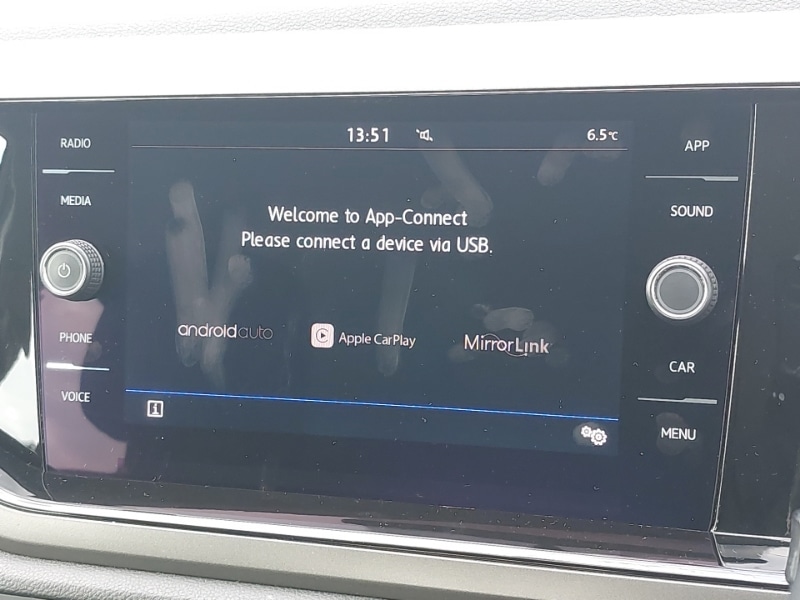 RADIO
MEDIA
PHONE
VOICE
13:51
6.5°C
Welcome to App-Connect
Please connect a device via USB.
androidauto
Apple CarPlay
MirrorLink
i
APP
SOUND
CAR
MENU